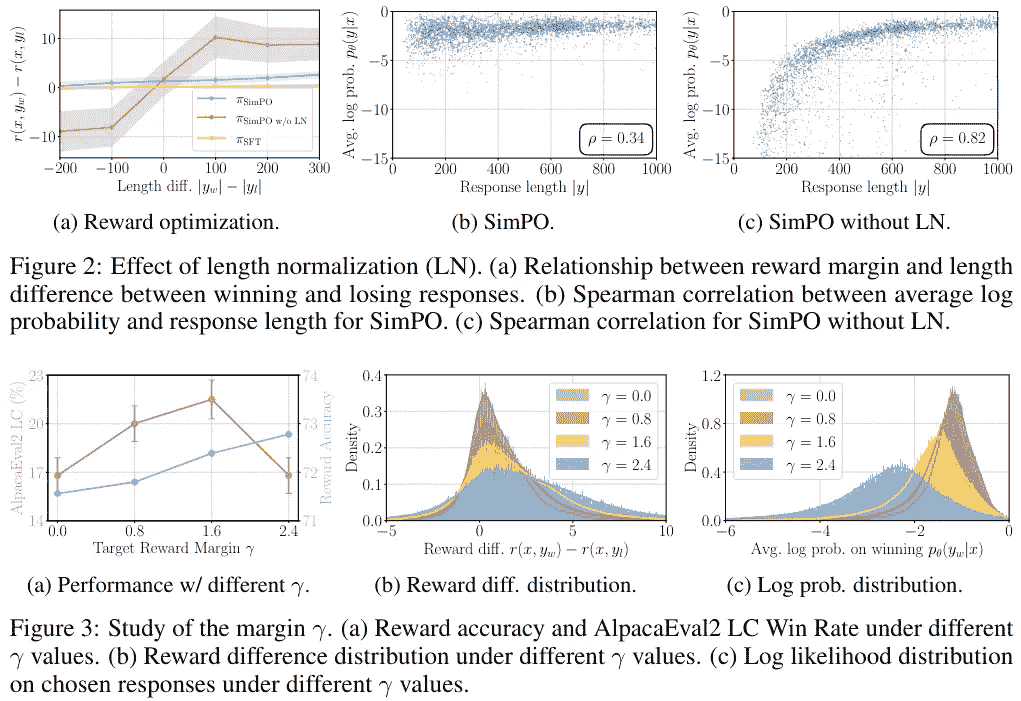 10
0
−10
−200 −100 0 100 200 300
r(x, y_w) − r(x, y_l)
Length diff. |y_w| − |y_l|
π_SimPO
π_SimPO w/o LN
π_SFT
(a) Reward optimization.
0
−5
−10
−15
0 200 400 600 800 1000
Avg. log prob. p_θ(y|x)
Response length |y|
ρ = 0.34
(b) SimPO.
0
−5
−10
−15
0 200 400 600 800 1000
Avg. log prob. p_θ(y|x)
Response length |y|
ρ = 0.82
(c) SimPO without LN.
Figure 2: Effect of length normalization (LN). (a) Relationship between reward margin and length
difference between winning and losing responses. (b) Spearman correlation between average log
probability and response length for SimPO. (c) Spearman correlation for SimPO without LN.
23
20
17
14
AlpacaEval2 LC (%)
74
73
72
71
Reward Accuracy
0.0 0.8 1.6 2.4
Target Reward Margin γ
(a) Performance w/ different γ.
0.4
0.3
0.2
0.1
0.0
Density
−5 0 5 10
Reward diff. r(x, y_w) − r(x, y_l)
γ = 0.0
γ = 0.8
γ = 1.6
γ = 2.4
(b) Reward diff. distribution.
1.2
0.8
0.4
0.0
Density
−6 −4 −2 0
Avg. log prob. on winning p_θ(y_w|x)
γ = 0.0
γ = 0.8
γ = 1.6
γ = 2.4
(c) Log prob. distribution.
Figure 3: Study of the margin γ. (a) Reward accuracy and AlpacaEval2 LC Win Rate under different
γ values. (b) Reward difference distribution under different γ values. (c) Log likelihood distribution
on chosen responses under different γ values.